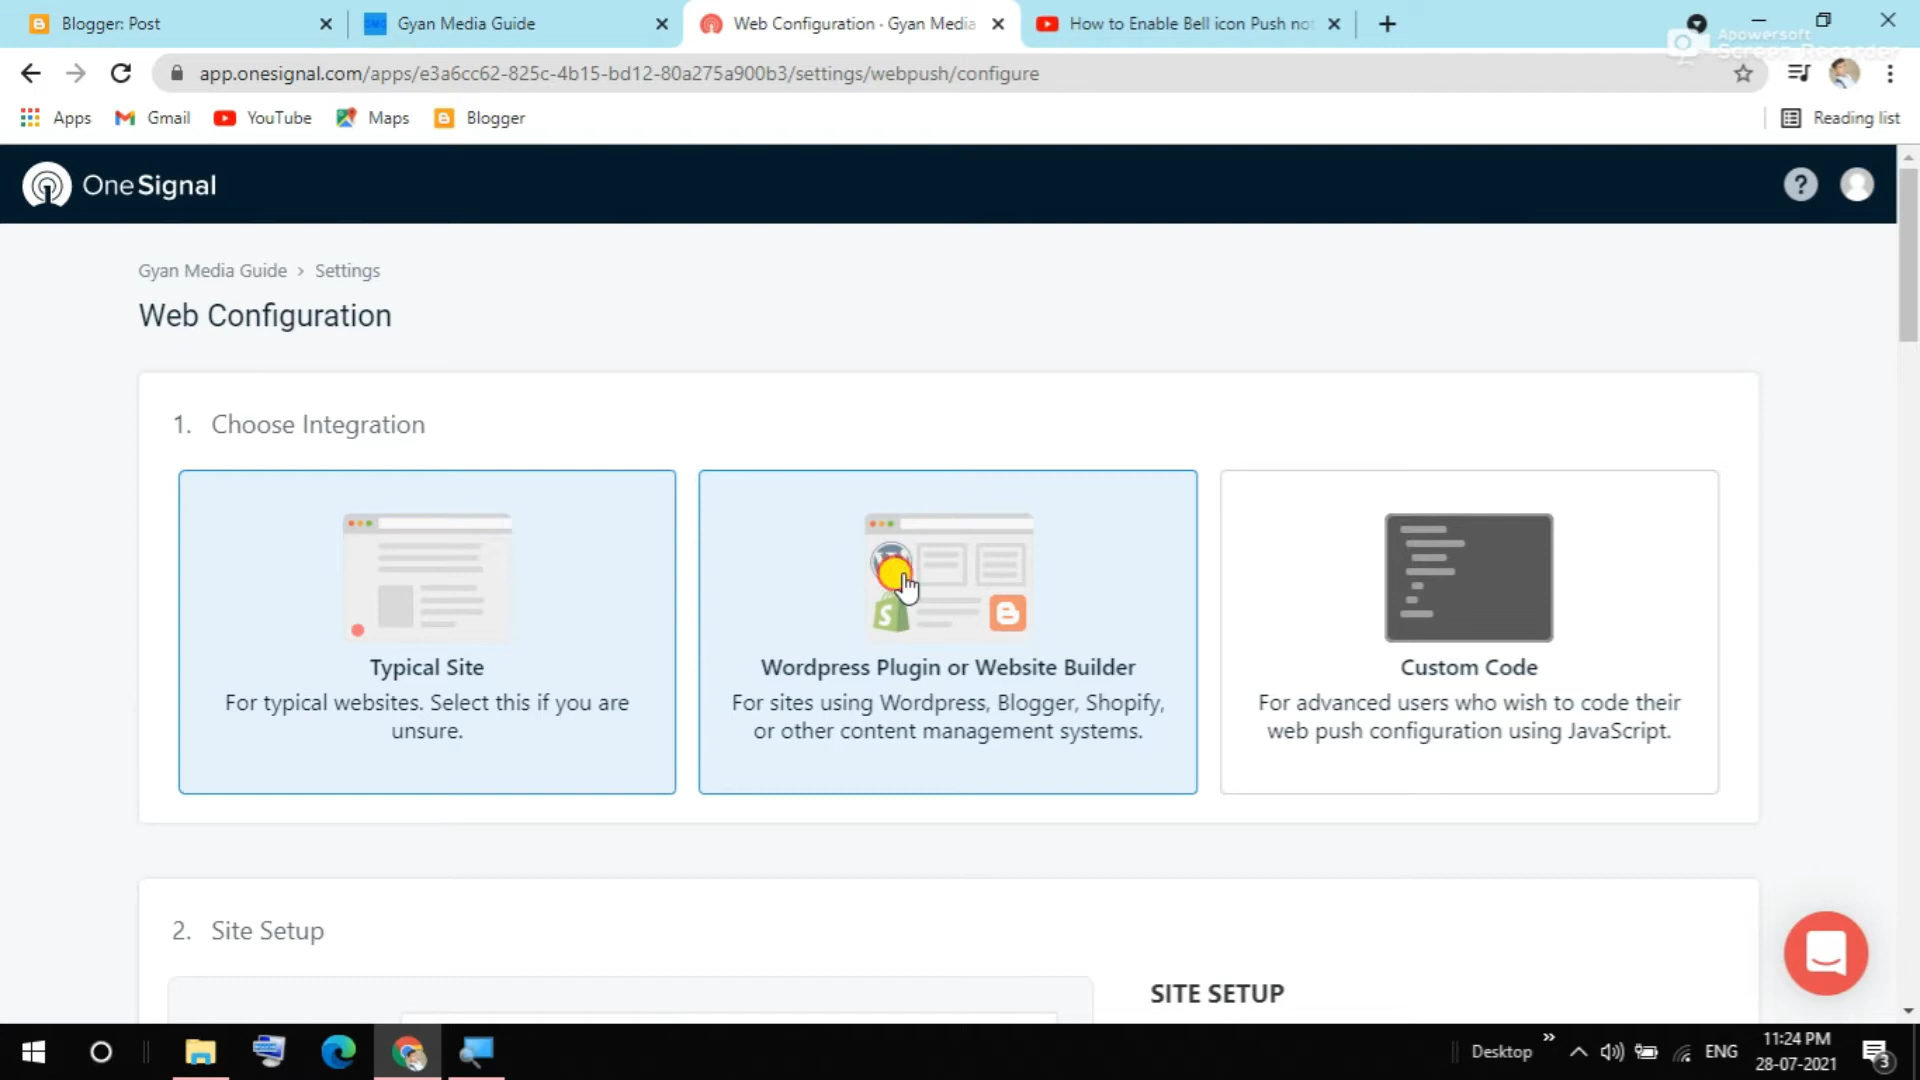 Blogger: Post
Gyan Media Guide
Web Configuration · Gyan Media
How to Enable Bell icon Push no
Apowersoft
Screen Recorder
app.onesignal.com/apps/e3a6cc62-825c-4b15-bd12-80a275a900b3/settings/webpush/configure
Apps
Gmail
YouTube
Maps
Blogger
Reading list
OneSignal
?
Gyan Media Guide > Settings
Web Configuration
1. Choose Integration
Typical Site
For typical websites. Select this if you are
unsure.
Wordpress Plugin or Website Builder
For sites using Wordpress, Blogger, Shopify,
or other content management systems.
Custom Code
For advanced users who wish to code their
web push configuration using JavaScript.
2. Site Setup
SITE SETUP
Desktop
ENG
11:24 PM
28-07-2021
3